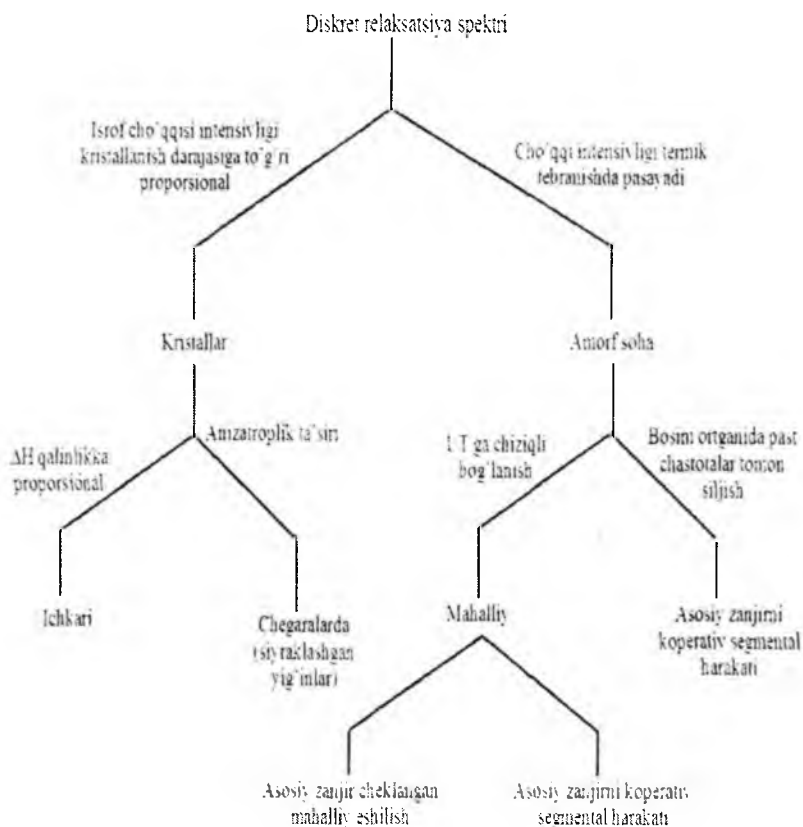 Diskret relaksatsiya spektri
Isrof cho`qqisi intensivligi
kristallanish darajasiga to`g`ri
proporsional
Cho`qqi intensivligi termik
tebranishda pasayadi
Kristallar
Amorf soha
ΔH qalinlikka
proporsional
Anizatroplik ta`siri
1 T ga chiziqli
bog`lanish
Bosim ortganida past
chastotalar tomon
siljish
Ichkari
Chegaralarda
(siyraklashgan
yig`inlar)
Mahalliy
Asosiy zanjirni
koperativ segmental
harakati
Asosiy zanjir cheklangan
mahalliy eshilish
Asosiy zanjirni koperativ
segmental harakati